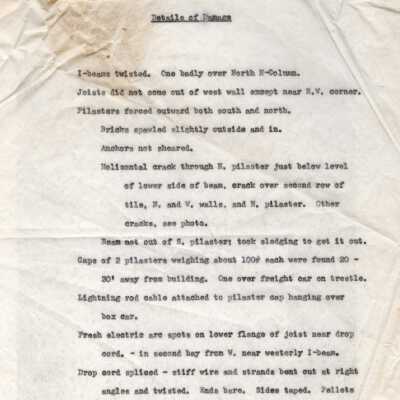 Details of Damage
I-beams twisted. One badly over North H-Column.
Joists did not come out of west wall except near N.W. corner.
Pilasters forced outward both south and north.
Bricks spawled slightly outside and in.
Anchors not sheared.
Helizontal crack through N. pilaster just below level
of lower side of beam, crack over second row of
tile, N. and W. walls, and N. pilaster. Other
cracks, see photo.
Beam not out of S. pilaster; took sledging to get it out.
Caps of 2 pilasters weighing about 100# each were found 20 -
30' away from building. One over freight car on trestle.
Lightning rod cable attached to pilaster cap hanging over
box car.
Fresh electric arc spots on lower flange of joist near drop
cord. - in second bay from W. near westerly I-beam.
Drop cord spliced - stiff wire and strands bent out at right
angles and twisted. Ends bare. Sides taped. Pellets